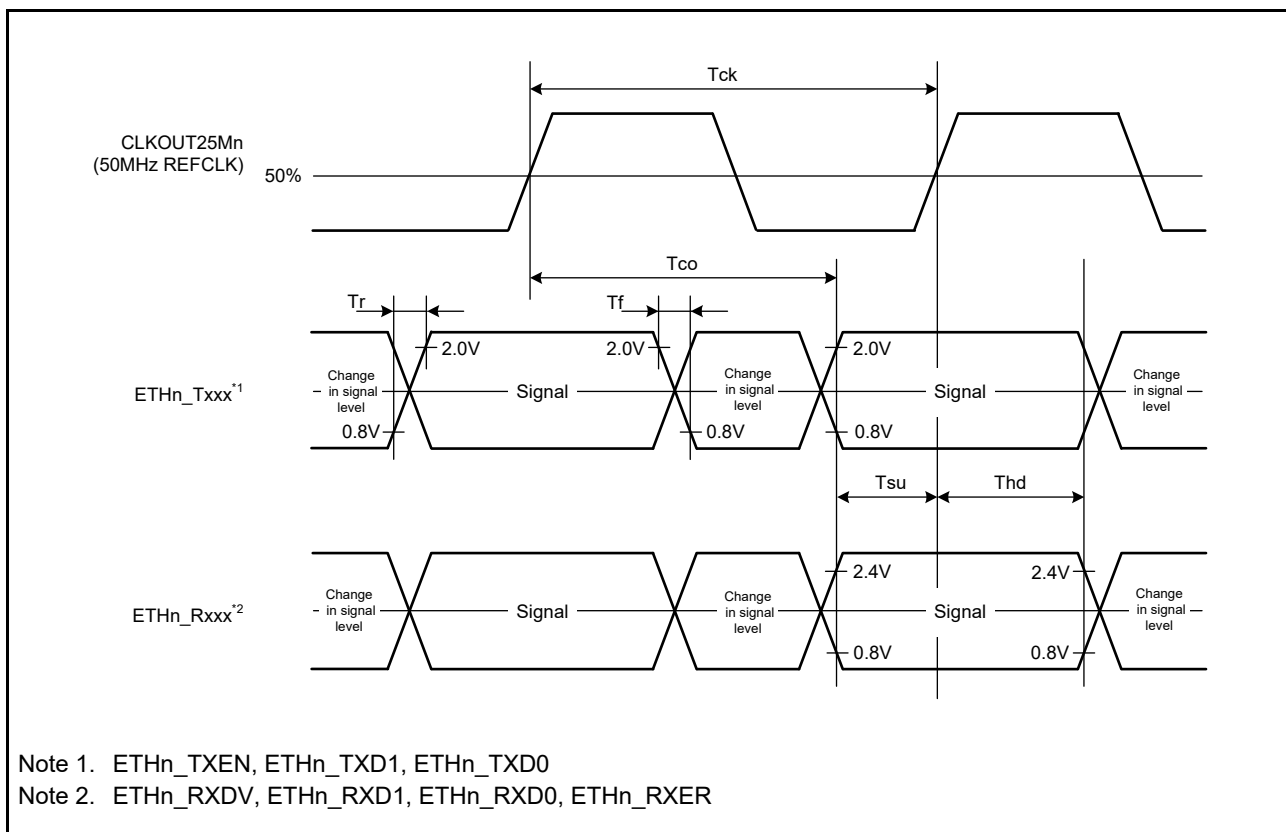 Tck
CLKOUT25Mn
(50MHz REFCLK)
50%
Tco
Tr
Tf
2.0V
2.0V
2.0V
ETHn_Txxx*1
Change
in signal
level
Signal
Change
in signal
level
Signal
Change
in signal
level
0.8V
0.8V
0.8V
Tsu
Thd
2.4V
2.4V
ETHn_Rxxx*2
Change
in signal
level
Signal
Change
in signal
level
Signal
Change
in signal
level
0.8V
0.8V
Note 1. ETHn_TXEN, ETHn_TXD1, ETHn_TXD0
Note 2. ETHn_RXDV, ETHn_RXD1, ETHn_RXD0, ETHn_RXER